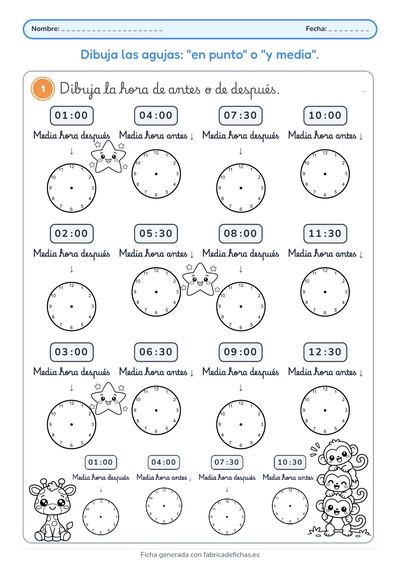 Nombre: Fecha:
Dibuja las agujas: "en punto" o "y media".
1 Dibuja la hora de antes o de después.
01:00 04:00 07:30 10:00
Media hora después Media hora antes ↓ Media hora después Media hora antes ↓
↓ ↓
02:00 05:30 08:00 11:30
Media hora después Media hora antes ↓ Media hora después Media hora antes ↓
↓ ↓
03:00 06:30 09:00 12:30
Media hora después Media hora antes ↓ Media hora después Media hora antes ↓
↓ ↓
01:00 04:00 07:30 10:30
Media hora después Media hora antes ↓ Media hora después Media hora antes
↓ ↓
Ficha generada con fabricadefichas.es